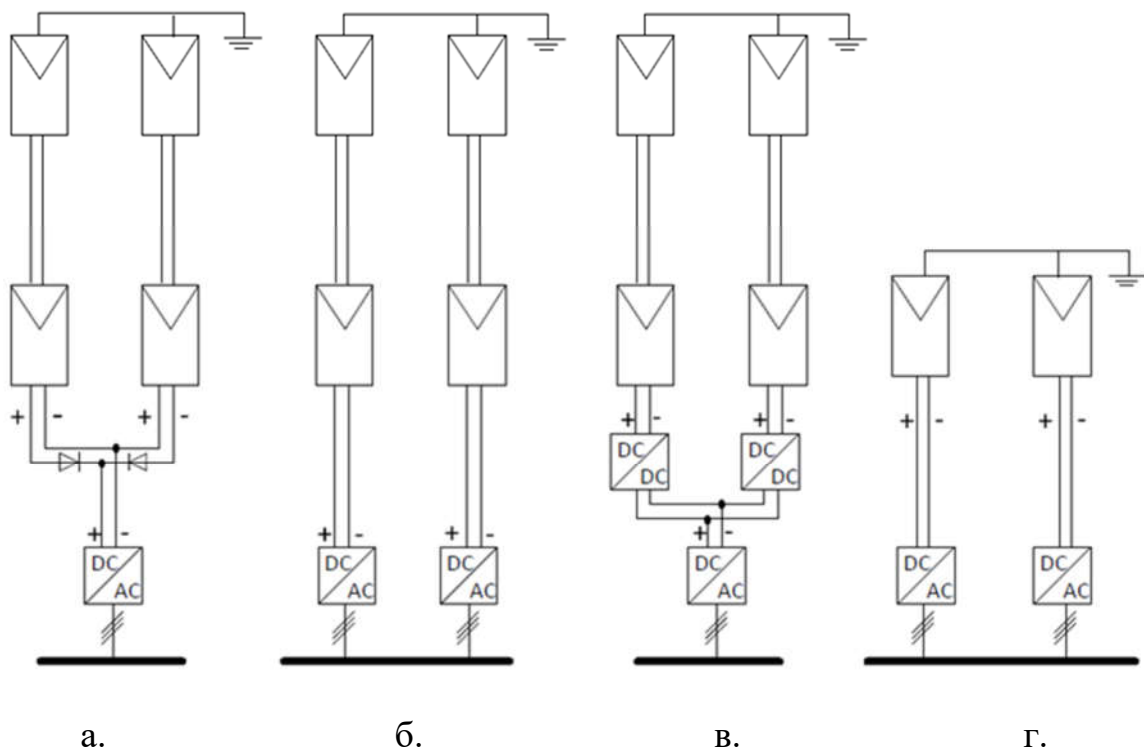 + - + -
+ -
DC
AC
+ - + -
DC
AC
DC
AC
+ - + -
DC
DC
DC
DC
+ -
DC
AC
+ - + -
DC
AC
DC
AC
а. б. в. г.